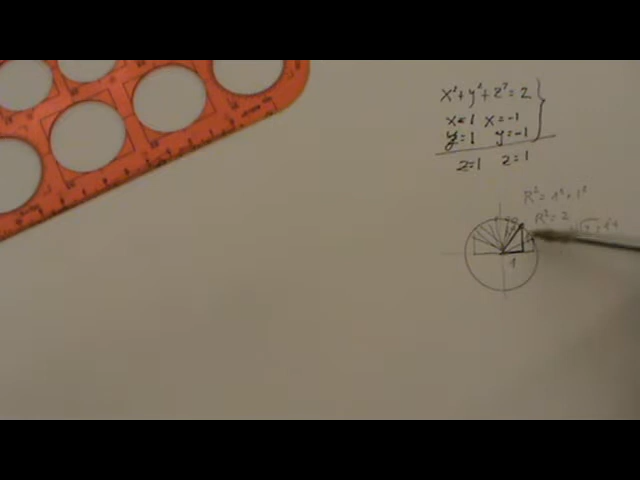 x² + y² + z² = 2
x=1 x=-1
y=1 y=-1
z=1 z=1
R² = 1² + 1²
R² = 2
1